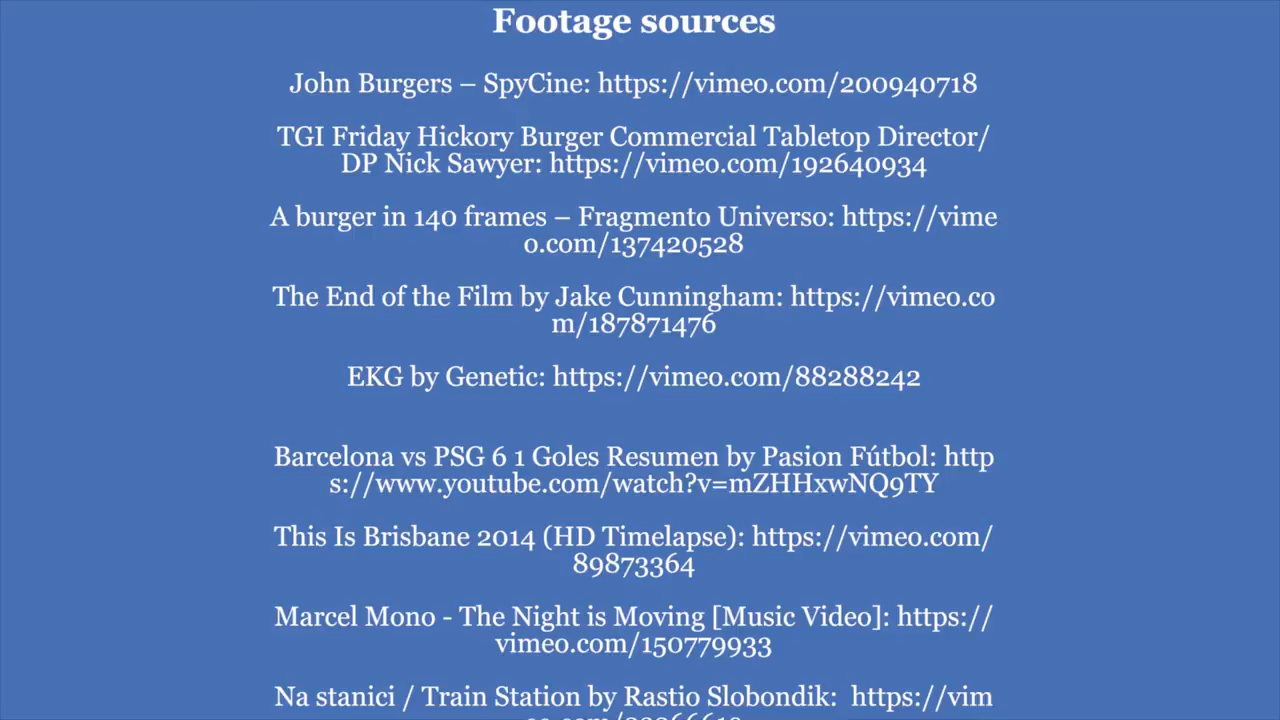 Footage sources
John Burgers – SpyCine: https://vimeo.com/200940718
TGI Friday Hickory Burger Commercial Tabletop Director/
DP Nick Sawyer: https://vimeo.com/192640934
A burger in 140 frames – Fragmento Universo: https://vime
o.com/137420528
The End of the Film by Jake Cunningham: https://vimeo.co
m/187871476
EKG by Genetic: https://vimeo.com/88288242
Barcelona vs PSG 6 1 Goles Resumen by Pasion Fútbol: http
s://www.youtube.com/watch?v=mZHHxwNQ9TY
This Is Brisbane 2014 (HD Timelapse): https://vimeo.com/
89873364
Marcel Mono - The Night is Moving [Music Video]: https://
vimeo.com/150779933
Na stanici / Train Station by Rastio Slobondik: https://vim